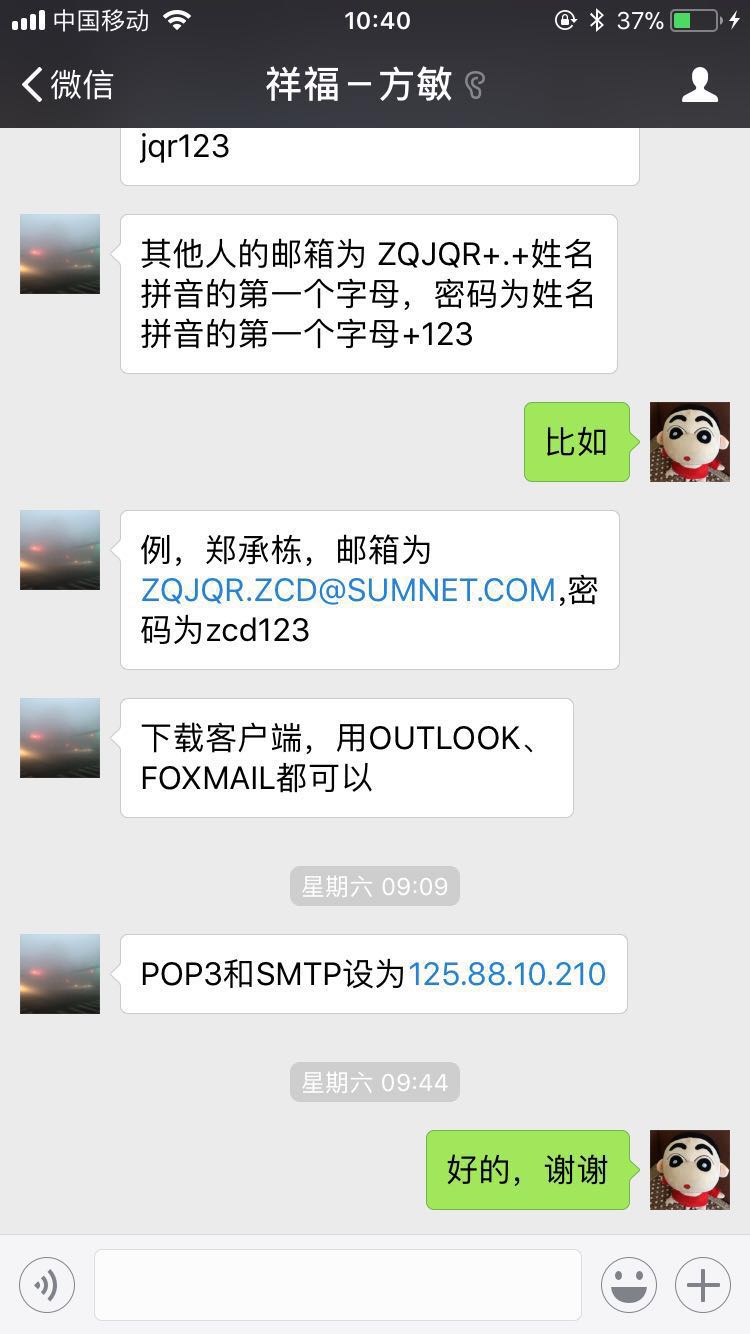 中国移动
10:40
37%
微信
祥福－方敏
jqr123
其他人的邮箱为 ZQJQR+.+姓名
拼音的第一个字母，密码为姓名
拼音的第一个字母+123
比如
例，郑承栋，邮箱为
ZQJQR.ZCD@SUMNET.COM,密
码为zcd123
下载客户端，用OUTLOOK、
FOXMAIL都可以
星期六 09:09
POP3和SMTP设为125.88.10.210
星期六 09:44
好的，谢谢